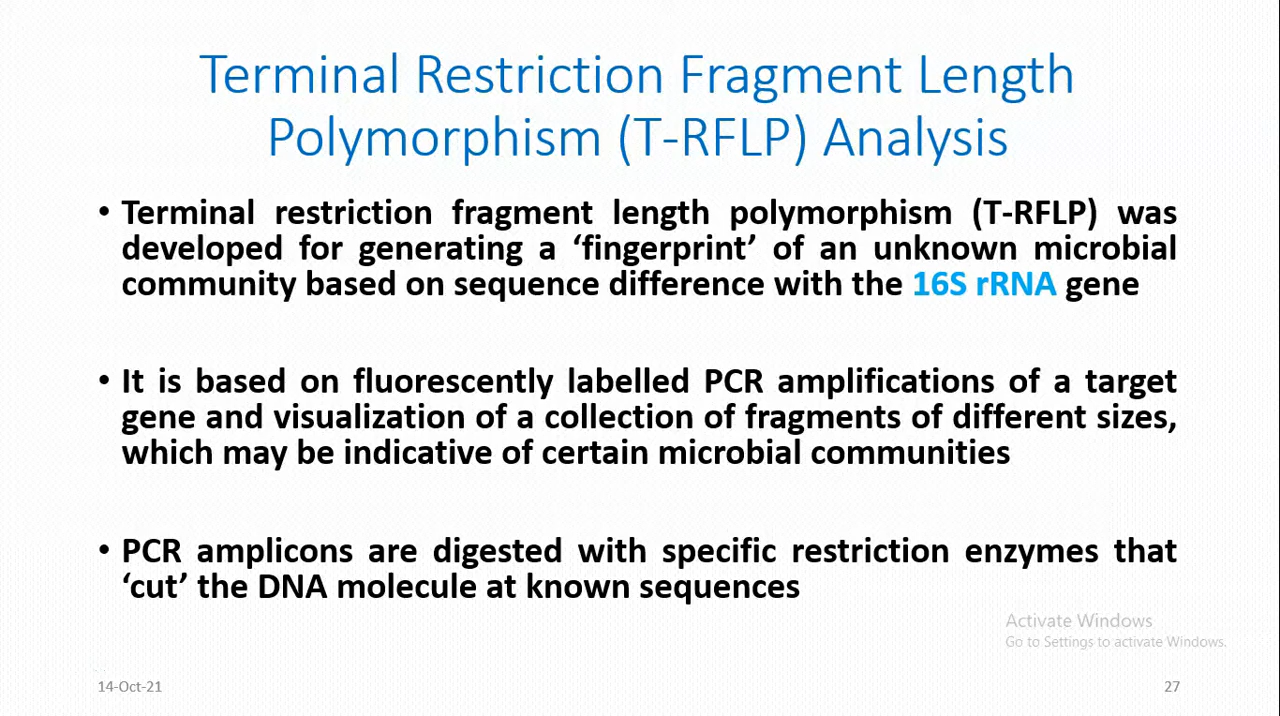 Terminal Restriction Fragment Length
Polymorphism (T-RFLP) Analysis
• Terminal restriction fragment length polymorphism (T-RFLP) was
developed for generating a ‘fingerprint’ of an unknown microbial
community based on sequence difference with the 16S rRNA gene
• It is based on fluorescently labelled PCR amplifications of a target
gene and visualization of a collection of fragments of different sizes,
which may be indicative of certain microbial communities
• PCR amplicons are digested with specific restriction enzymes that
‘cut’ the DNA molecule at known sequences
Activate Windows
Go to Settings to activate Windows.
14-Oct-21
27